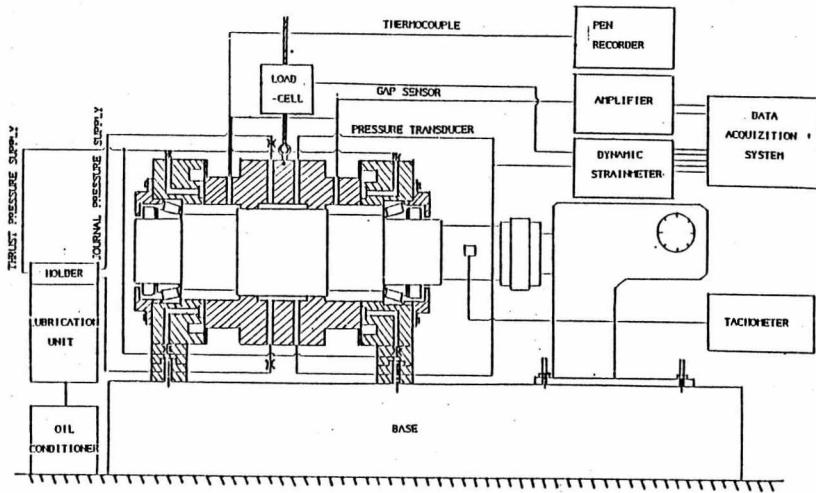 THERMOCOUPLE
PEN
RECORDER
LOAD
-CELL
GAP SENSOR
AMPLIFIER
PRESSURE TRANSDUCER
DATA
ACQUIZITION
SYSTEM
DYNAMIC
STRAINMETER
THRUST PRESSURE SUPPLY
JOURNAL PRESSURE SUPPLY
HOLDER
LUBRICATION
UNIT
TACHOMETER
OIL
CONDITIONER
BASE